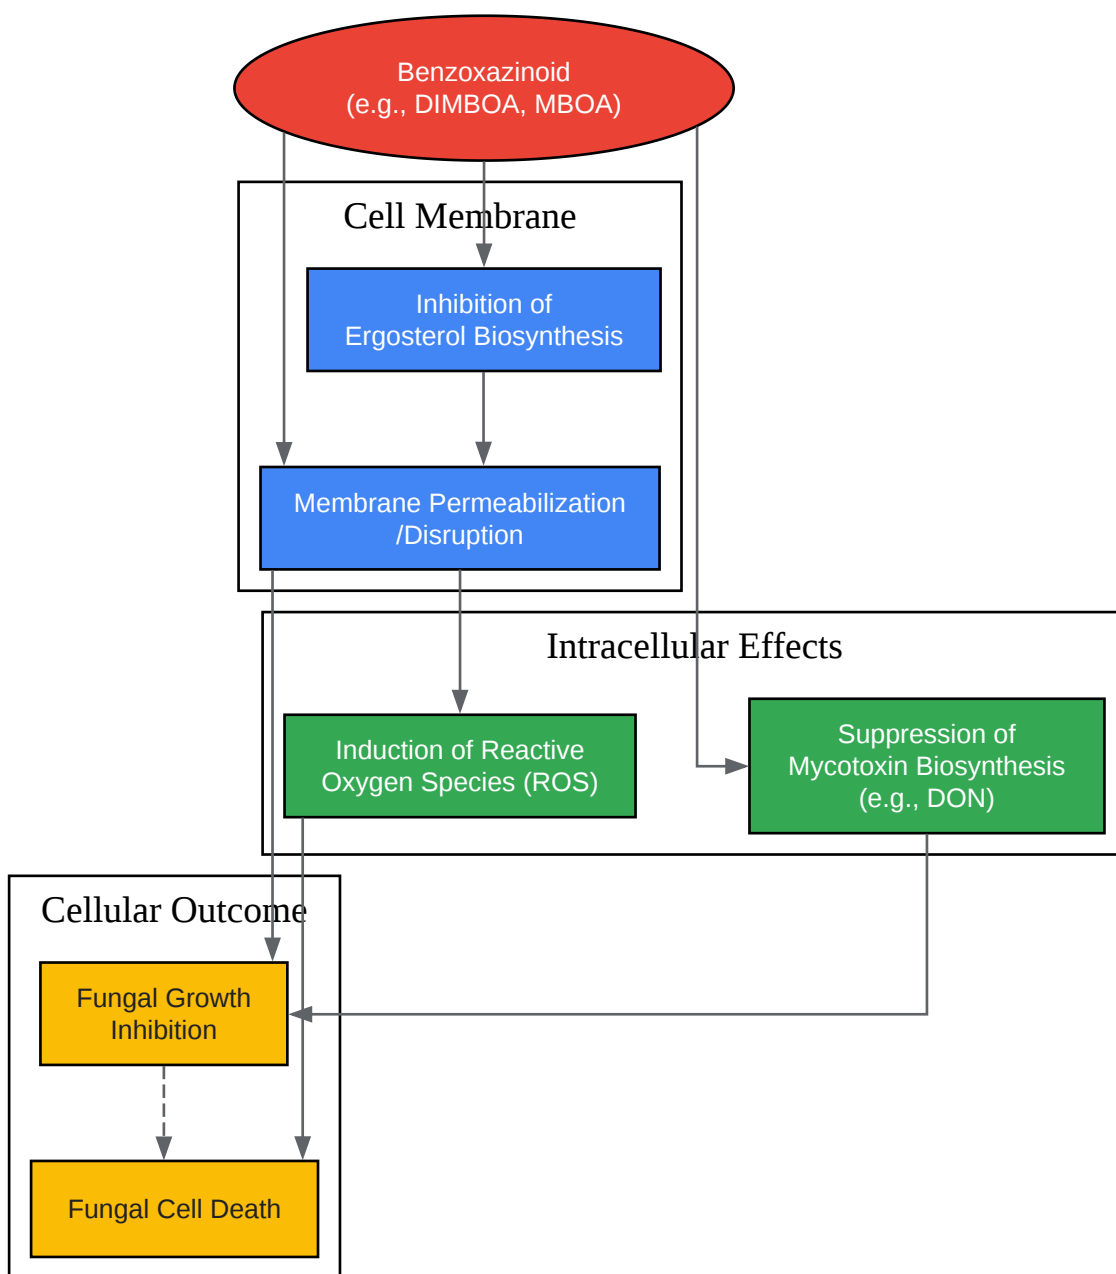 Benzoxazinoid
(e.g., DIMBOA, MBOA)
Cell Membrane
Inhibition of
Ergosterol Biosynthesis
Membrane Permeabilization
/Disruption
Intracellular Effects
Induction of Reactive
Oxygen Species (ROS)
Suppression of
Mycotoxin Biosynthesis
(e.g., DON)
Cellular Outcome
Fungal Growth
Inhibition
Fungal Cell Death